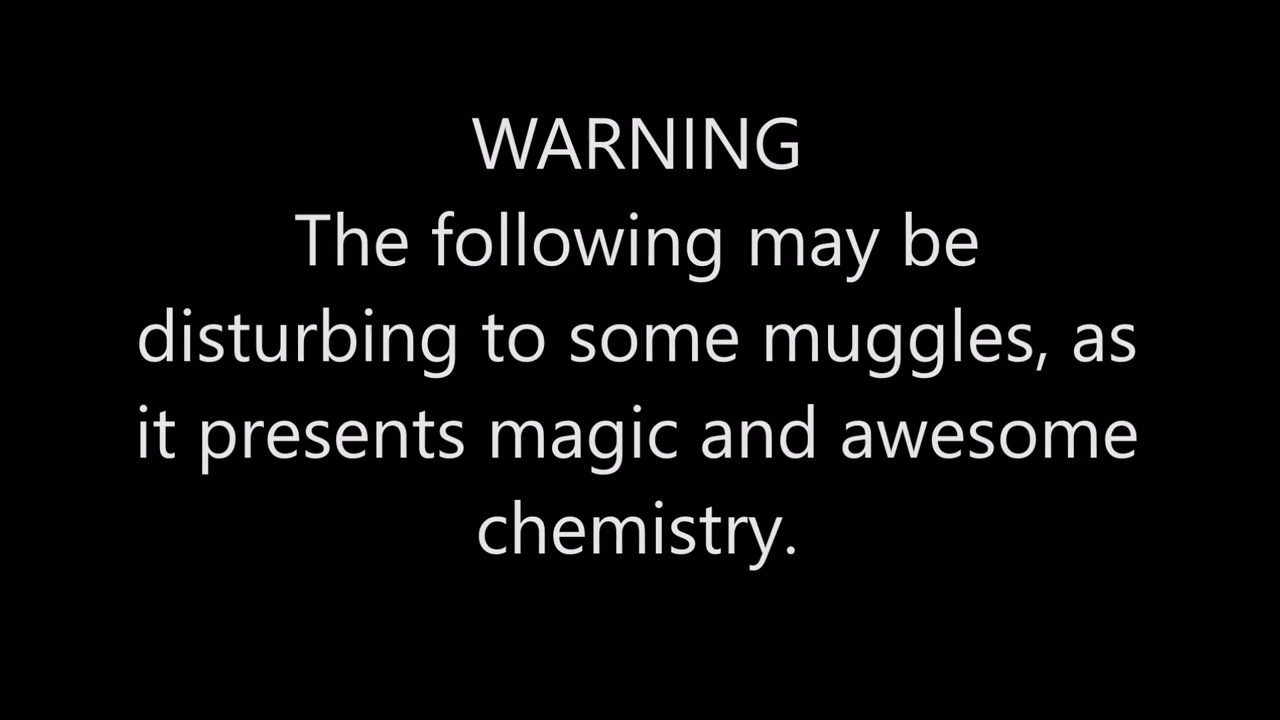 WARNING
The following may be
disturbing to some muggles, as
it presents magic and awesome
chemistry.